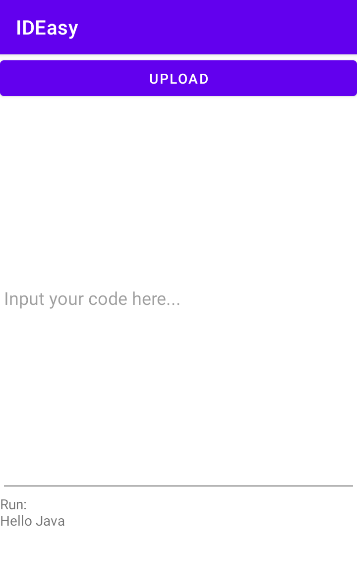 IDEasy
UPLOAD
Input your code here...
Run:
Hello Java